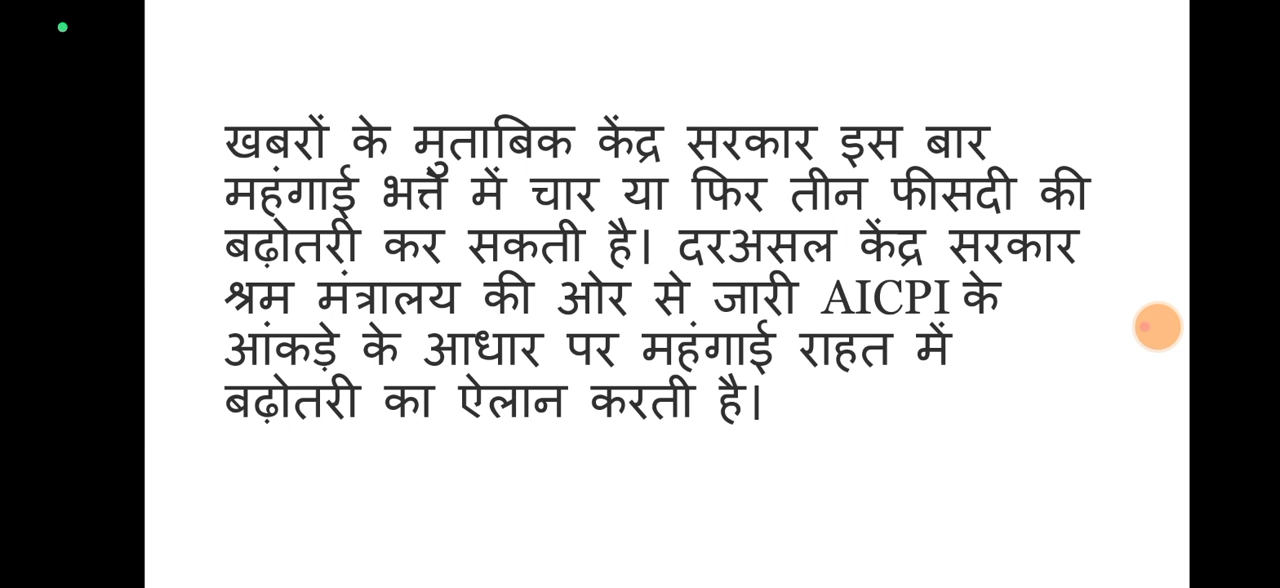 खबरों के मुताबिक केंद्र सरकार इस बार
महंगाई भत्ते में चार या फिर तीन फीसदी की
बढ़ोतरी कर सकती है। दरअसल केंद्र सरकार
श्रम मंत्रालय की ओर से जारी AICPI के
आंकड़े के आधार पर महंगाई राहत में
बढ़ोतरी का ऐलान करती है।